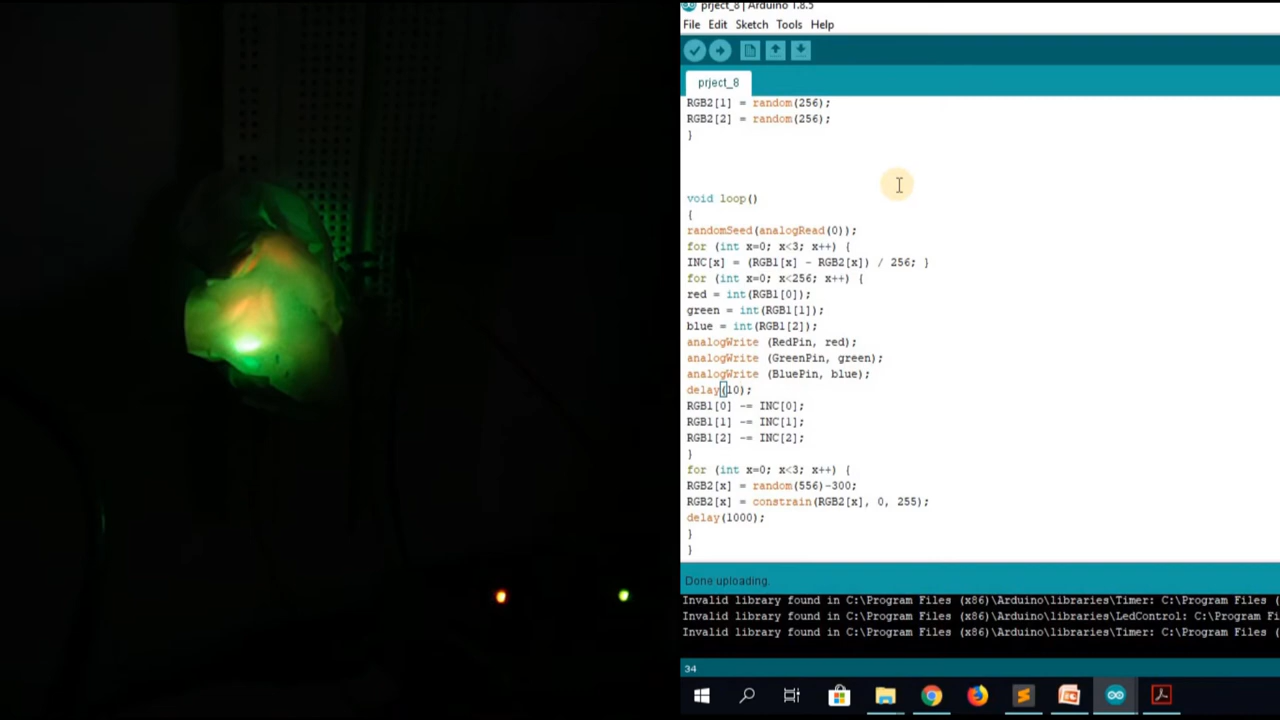 prject_8 | Arduino 1.8.5
File Edit Sketch Tools Help
prject_8
RGB2[1] = random(256);
RGB2[2] = random(256);
}
void loop()
{
randomSeed(analogRead(0));
for (int x=0; x<3; x++) {
INC[x] = (RGB1[x] - RGB2[x]) / 256; }
for (int x=0; x<256; x++) {
red = int(RGB1[0]);
green = int(RGB1[1]);
blue = int(RGB1[2]);
analogWrite (RedPin, red);
analogWrite (GreenPin, green);
analogWrite (BluePin, blue);
delay(10);
RGB1[0] -= INC[0];
RGB1[1] -= INC[1];
RGB1[2] -= INC[2];
}
for (int x=0; x<3; x++) {
RGB2[x] = random(556)-300;
RGB2[x] = constrain(RGB2[x], 0, 255);
delay(1000);
}
}
Done uploading.
Invalid library found in C:\Program Files (x86)\Arduino\libraries\Timer: C:\Program Files (
Invalid library found in C:\Program Files (x86)\Arduino\libraries\LedControl: C:\Program Fi
Invalid library found in C:\Program Files (x86)\Arduino\libraries\Timer: C:\Program Files (
34